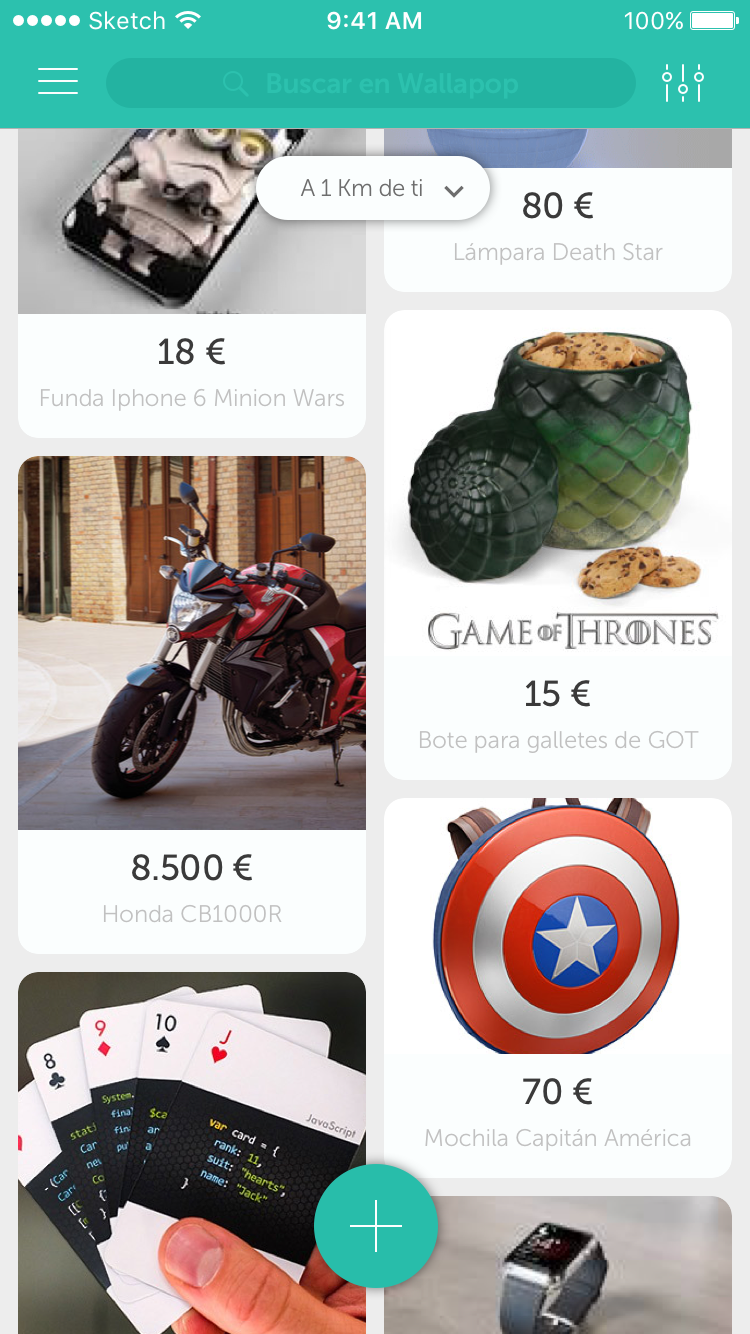 Sketch 9:41 AM 100%
Buscar en Wallapop
A 1 Km de ti
80 €
Lámpara Death Star
18 €
Funda Iphone 6 Minion Wars
GAME OF THRONES
15 €
Bote para galletes de GOT
8.500 €
Honda CB1000R
70 €
Mochila Capitán América
8
9
10
J
JavaScript
var card = {
rank: 11,
suit: "hearts",
name: "Jack"
}
System.